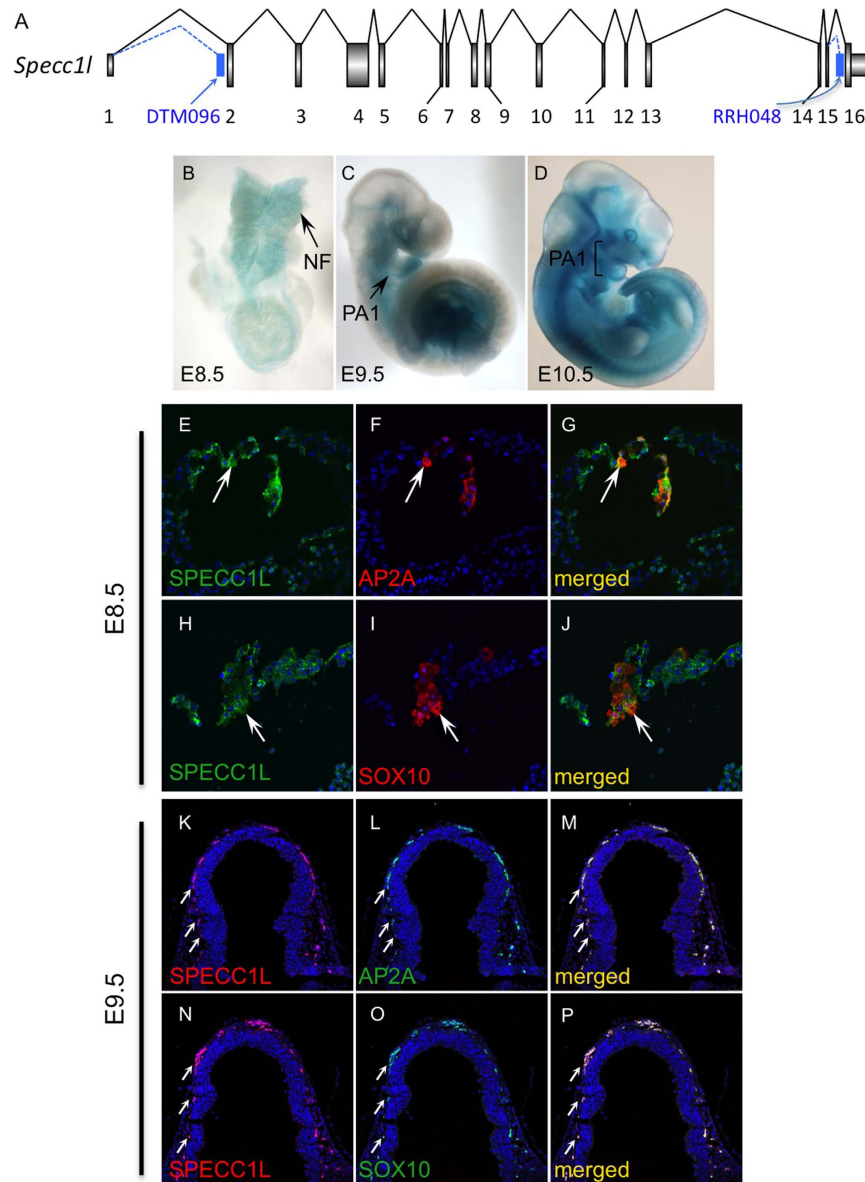 A
Specc1l
1 DTM096 2 3 4 5 6 7 8 9 10 11 12 13 RRH048 14 15 16
B
NF
E8.5
C
PA1
E9.5
D
PA1
E10.5
E8.5
E
SPECC1L
F
AP2A
G
merged
H
SPECC1L
I
SOX10
J
merged
E9.5
K
SPECC1L
L
AP2A
M
merged
N
SPECC1L
O
SOX10
P
merged